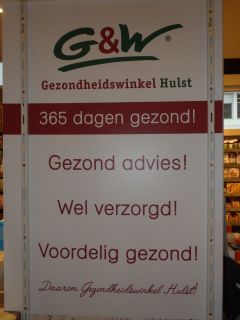 G&W®
Gezondheidswinkel Hulst
365 dagen gezond!
Gezond advies!
Wel verzorgd!
Voordelig gezond!
Daarom Gezondheidswinkel Hulst!